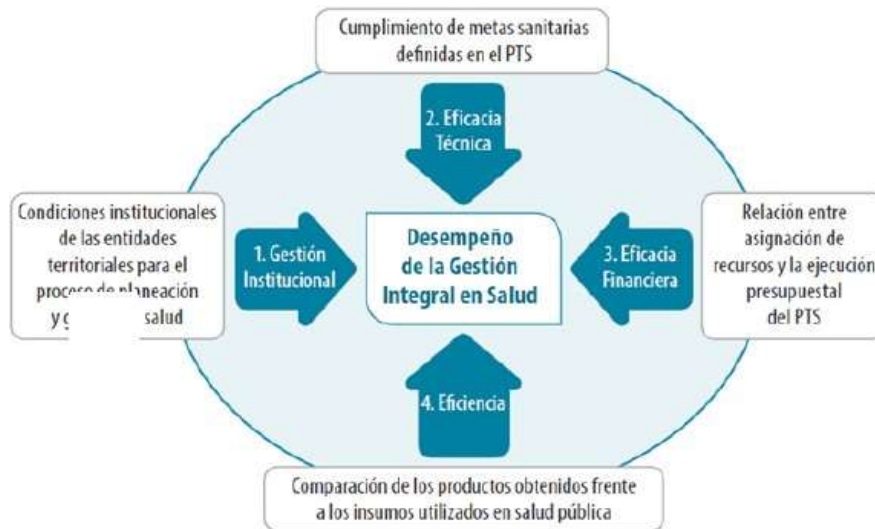 Cumplimiento de metas sanitarias
definidas en el PTS
2. Eficacia
Técnica
Condiciones institucionales
de las entidades
territoriales para el
proceso de planeación
y salud
1. Gestión
Institucional
Desempeño
de la Gestión
Integral en Salud
3. Eficacia
Financiera
Relación entre
asignación de
recursos y la ejecución
presupuestal
del PTS
4. Eficiencia
Comparación de los productos obtenidos frente
a los insumos utilizados en salud pública